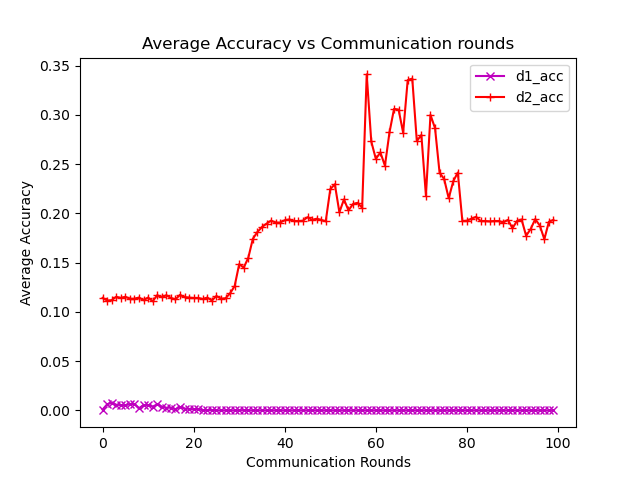 Average Accuracy vs Communication rounds
d1_acc
d2_acc
0.35
0.30
0.25
0.20
0.15
0.10
0.05
0.00
Average Accuracy
0 20 40 60 80 100
Communication Rounds